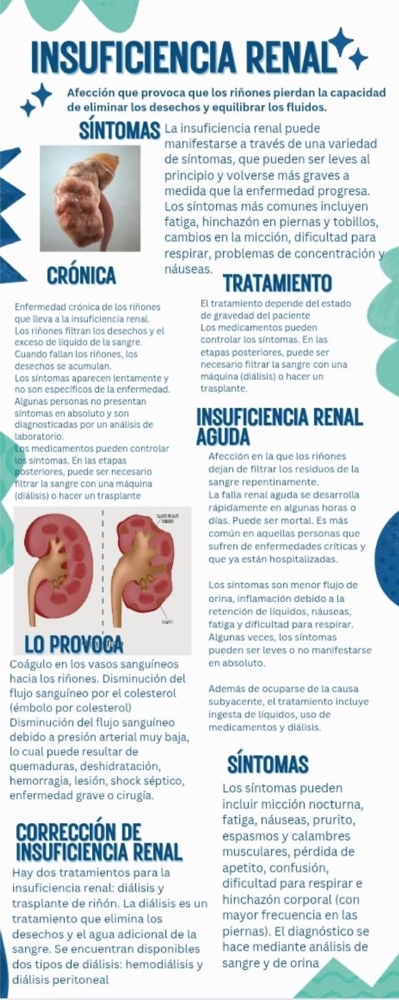 INSUFICIENCIA RENAL
Afección que provoca que los riñones pierdan la capacidad
de eliminar los desechos y equilibrar los fluidos.
SÍNTOMAS
La insuficiencia renal puede
manifestarse a través de una variedad
de síntomas, que pueden ser leves al
principio y volverse más graves a
medida que la enfermedad progresa.
Los síntomas más comunes incluyen
fatiga, hinchazón en piernas y tobillos,
cambios en la micción, dificultad para
respirar, problemas de concentración y
náuseas.
CRÓNICA
Enfermedad crónica de los riñones
que lleva a la insuficiencia renal.
Los riñones filtran los desechos y el
exceso de líquido de la sangre.
Cuando fallan los riñones, los
desechos se acumulan.
Los síntomas aparecen lentamente y
no son específicos de la enfermedad.
Algunas personas no presentan
síntomas en absoluto y son
diagnosticadas por un análisis de
laboratorio.
Los medicamentos pueden controlar
los síntomas. En las etapas
posteriores, puede ser necesario
filtrar la sangre con una máquina
(diálisis) o hacer un trasplante
TRATAMIENTO
El tratamiento depende del estado
de gravedad del paciente
Los medicamentos pueden
controlar los síntomas. En las
etapas posteriores, puede ser
necesario filtrar la sangre con una
máquina (diálisis) o hacer un
trasplante.
INSUFICIENCIA RENAL
AGUDA
Afección en la que los riñones
dejan de filtrar los residuos de la
sangre repentinamente.
La falla renal aguda se desarrolla
rápidamente en algunas horas o
días. Puede ser mortal. Es más
común en aquellas personas que
sufren de enfermedades críticas y
que ya están hospitalizadas.
Los síntomas son menor flujo de
orina, inflamación debido a la
retención de líquidos, náuseas,
fatiga y dificultad para respirar.
Algunas veces, los síntomas
pueden ser leves o no manifestarse
en absoluto.
Además de ocuparse de la causa
subyacente, el tratamiento incluye
ingesta de líquidos, uso de
medicamentos y diálisis.
LO PROVOCA
Coágulo en los vasos sanguíneos
hacia los riñones. Disminución del
flujo sanguíneo por el colesterol
(émbolo por colesterol)
Disminución del flujo sanguíneo
debido a presión arterial muy baja,
lo cual puede resultar de
quemaduras, deshidratación,
hemorragia, lesión, shock séptico,
enfermedad grave o cirugía.
CORRECCIÓN DE
INSUFICIENCIA RENAL
Hay dos tratamientos para la
insuficiencia renal: diálisis y
trasplante de riñón. La diálisis es un
tratamiento que elimina los
desechos y el agua adicional de la
sangre. Se encuentran disponibles
dos tipos de diálisis: hemodiálisis y
diálisis peritoneal
SÍNTOMAS
Los síntomas pueden
incluir micción nocturna,
fatiga, náuseas, prurito,
espasmos y calambres
musculares, pérdida de
apetito, confusión,
dificultad para respirar e
hinchazón corporal (con
mayor frecuencia en las
piernas). El diagnóstico se
hace mediante análisis de
sangre y de orina